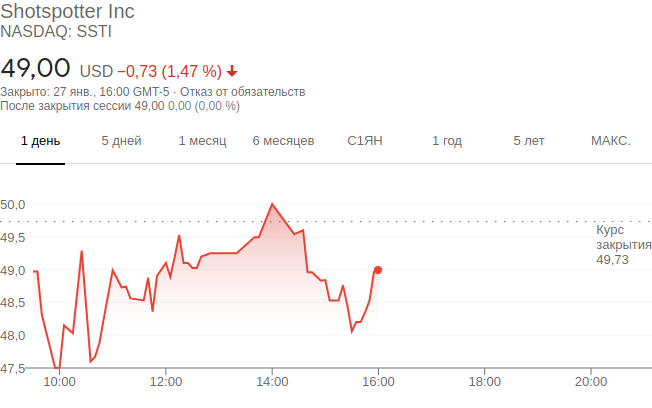 Shotspotter Inc
NASDAQ: SSTI
49,00 USD −0,73 (1,47 %)
Закрыто: 27 янв., 16:00 GMT-5 · Отказ от обязательств
После закрытия сессии 49,00 0,00 (0,00 %)
1 день 5 дней 1 месяц 6 месяцев С1ЯН 1 год 5 лет МАКС.
50,0
49,5
Курс
закрытия
49,73
49,0
48,5
48,0
47,5
10:00 12:00 14:00 16:00 18:00 20:00